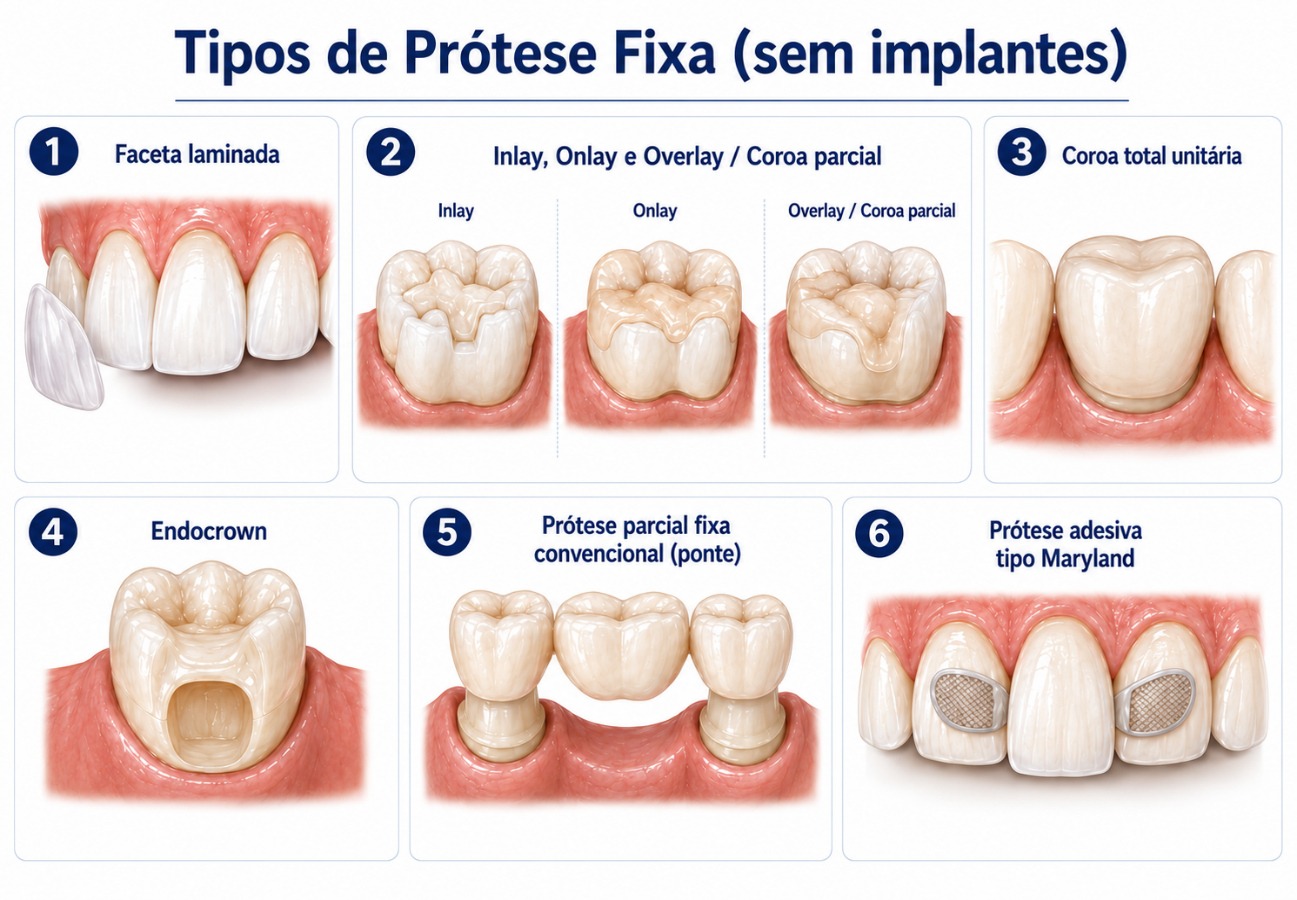 Tipos de Prótese Fixa (sem implantes)
1
Faceta laminada
2
Inlay, Onlay e Overlay / Coroa parcial
Inlay
Onlay
Overlay / Coroa parcial
3
Coroa total unitária
4
Endocrown
5
Prótese parcial fixa
convencional (ponte)
6
Prótese adesiva
tipo Maryland